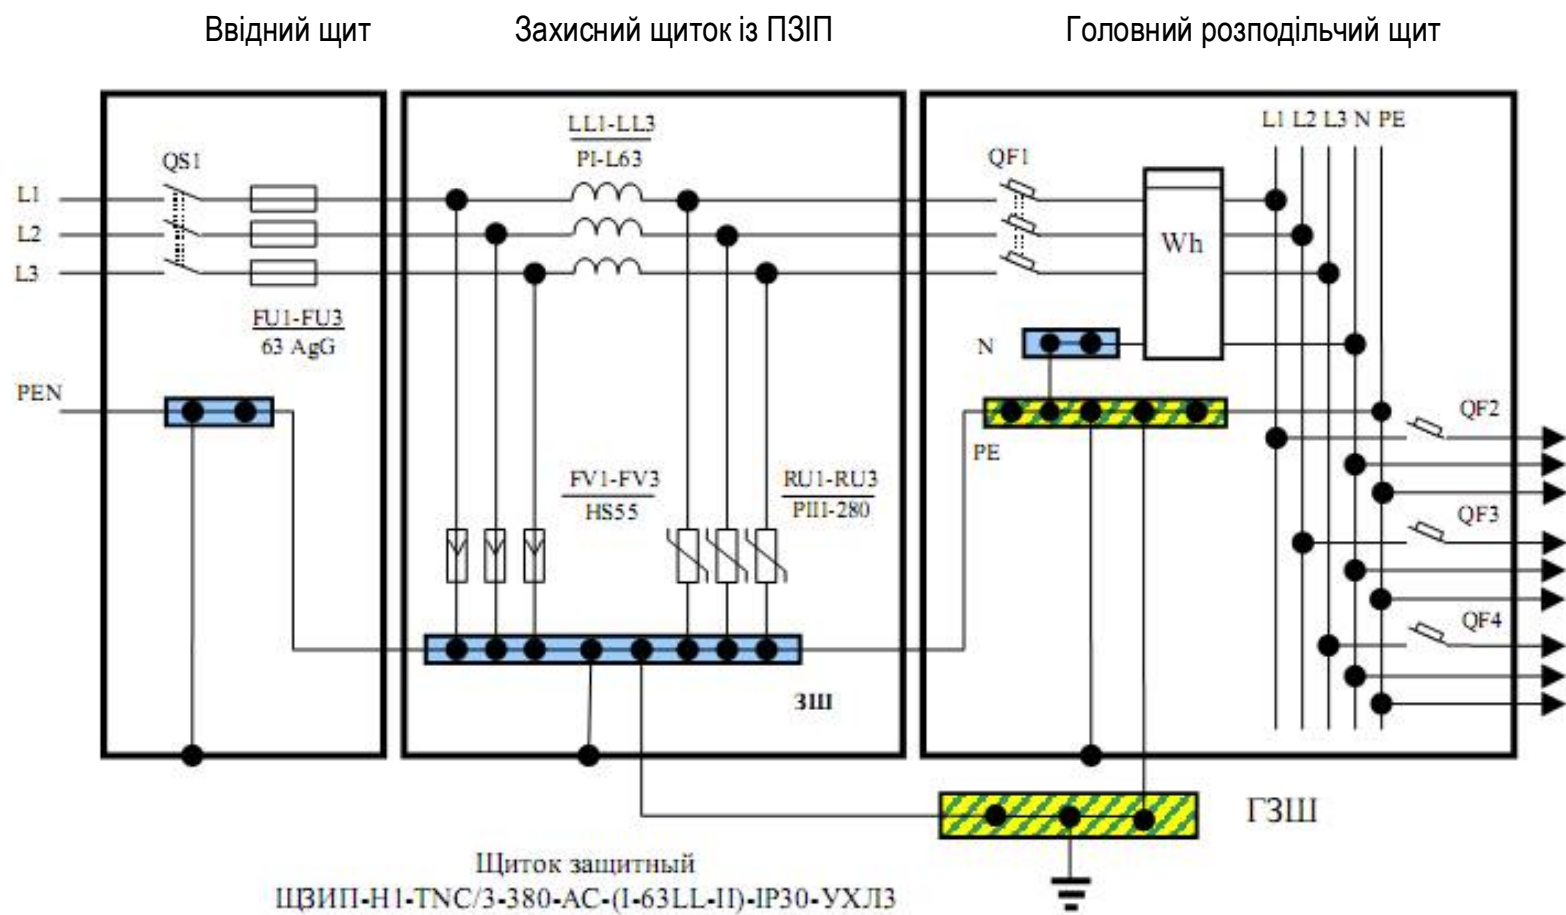 Ввідний щит
Захисний щиток із ПЗІП
Головний розподільчий щит
L1 L2 L3 N PE
LL1-LL3
PI-L63
QS1
QF1
L1
L2
L3
Wh
FU1-FU3
63 AgG
N
PEN
PE
QF2
FV1-FV3
HS55
RU1-RU3
РІІІ-280
QF3
QF4
ЗШ
ГЗШ
Щиток защитный
ЩЗИП-Н1-TNC/3-380-AC-(I-63LL-II)-IP30-УХЛ3